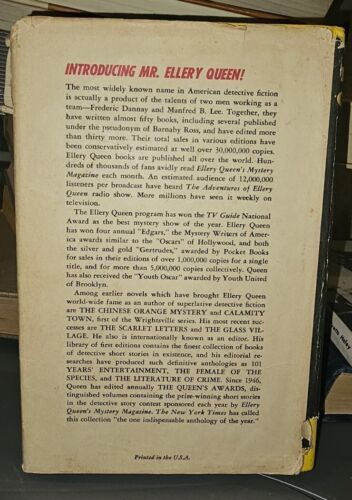 INTRODUCING MR. ELLERY QUEEN!
The most widely known name in American detective fiction
is actually a product of the talents of two men working as a
team—Frederic Dannay and Manfred B. Lee. Together, they
have written almost fifty books, including several published
under the pseudonym of Barnaby Ross, and have edited more
than thirty more. Their total sales in various editions have
been conservatively estimated at well over 30,000,000 copies.
Ellery Queen books are published all over the world. Hun-
dreds of thousands of fans avidly read Ellery Queen's Mystery
Magazine each month. An estimated audience of 12,000,000
listeners per broadcast have heard The Adventures of Ellery
Queen radio show. More millions have seen it weekly on
television.
The Ellery Queen program has won the TV Guide National
Award as the best mystery show of the year. Ellery Queen
has won four annual "Edgars," the Mystery Writers of Amer-
ica awards similar to the "Oscars" of Hollywood, and both
the silver and gold "Gertrudes," awarded by Pocket Books
for sales in their editions of over 1,000,000 copies for a single
title, and for more than 5,000,000 copies collectively. Queen
has also received the "Youth Oscar" awarded by Youth United
of Brooklyn.
Among earlier novels which have brought Ellery Queen
world-wide fame as an author of superlative detective fiction
are THE CHINESE ORANGE MYSTERY and CALAMITY
TOWN, first of the Wrightsville series. His most recent suc-
cesses are THE SCARLET LETTERS and THE GLASS VIL-
LAGE. He also is internationally known as an editor. His
library of first editions contains the finest collection of books
of detective short stories in existence, and his editorial re-
searches have produced such definitive anthologies as 101
YEARS' ENTERTAINMENT, THE FEMALE OF THE
SPECIES, and THE LITERATURE OF CRIME. Since 1946,
Queen has edited annually THE QUEEN'S AWARDS, dis-
tinguished volumes containing the prize-winning short stories
in the detective story contest sponsored each year by Ellery
Queen's Mystery Magazine. The New York Times has called
this collection "the one indispensable anthology of the year."
Printed in the U.S.A.